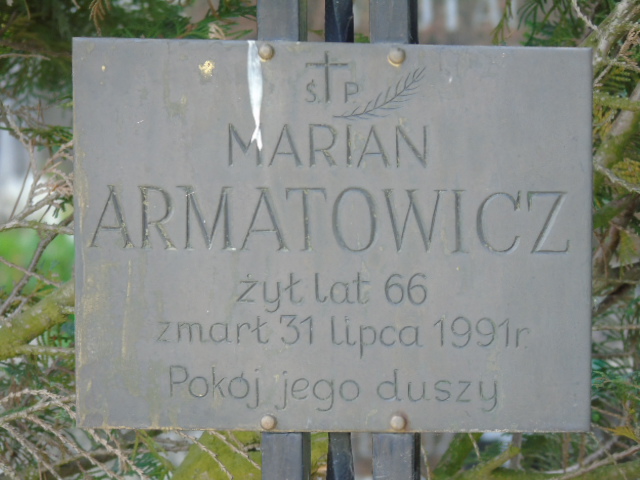 Ś P
MARIAN
ARMATOWICZ
żył lat 66
zmarł 31 lipca 1991r.
Pokój jego duszy